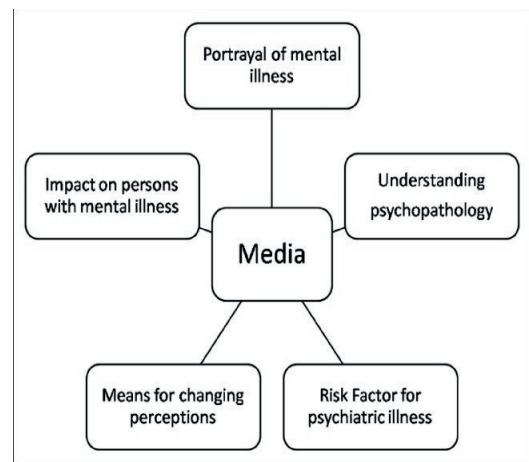 Portrayal of mental
illness
Impact on persons
with mental illness
Understanding
psychopathology
Media
Means for changing
perceptions
Risk Factor for
psychiatric illness